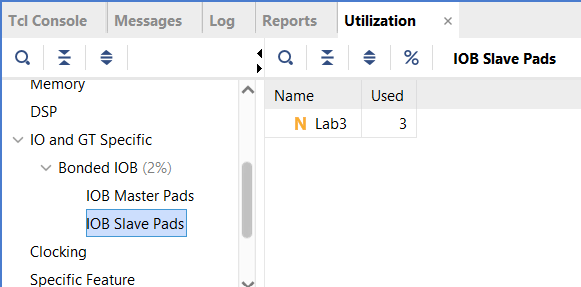 Tcl Console Messages Log Reports Utilization ×
% IOB Slave Pads
Memory
DSP
IO and GT Specific
Bonded IOB (2%)
IOB Master Pads
IOB Slave Pads
Clocking
Specific Feature
Name Used
N Lab3 3